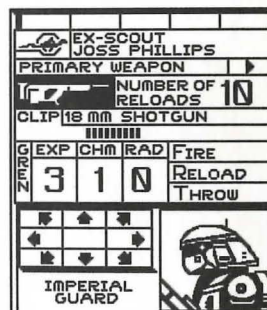 EX-SCOUT
JOSS PHILLIPS
PRIMARY WEAPON
NUMBER OF
RELOADS 10
CLIP 18 MM SHOTGUN
GREN
EXP CHM RAD
3 1 0
FIRE
RELOAD
THROW
IMPERIAL
GUARD